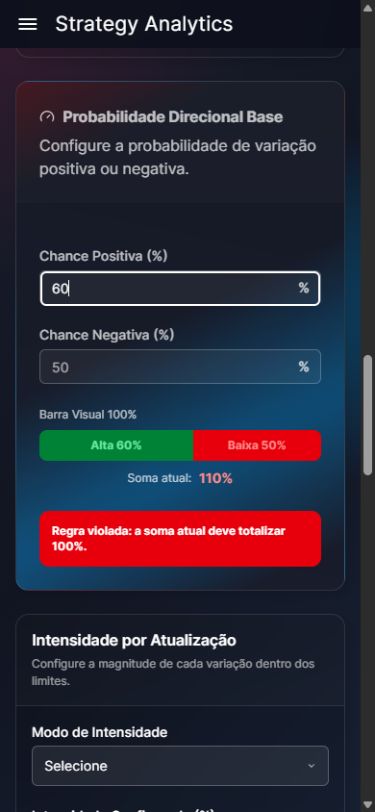 Strategy Analytics
Probabilidade Direcional Base
Configure a probabilidade de variação
positiva ou negativa.
Chance Positiva (%)
60 %
Chance Negativa (%)
50 %
Barra Visual 100%
Alta 60% Baixa 50%
Soma atual: 110%
Regra violada: a soma atual deve totalizar
100%.
Intensidade por Atualização
Configure a magnitude de cada variação dentro dos
limites.
Modo de Intensidade
Selecione